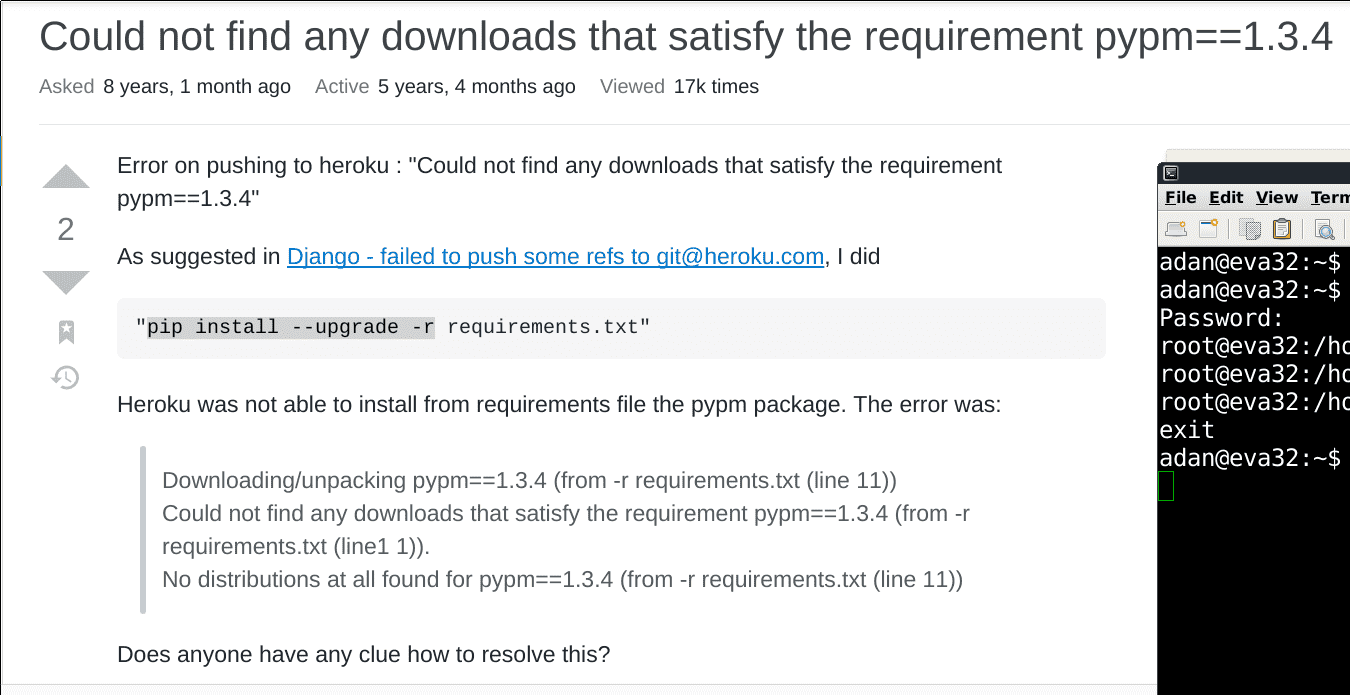 Could not find any downloads that satisfy the requirement pypm==1.3.4
Asked 8 years, 1 month ago Active 5 years, 4 months ago Viewed 17k times
2
Error on pushing to heroku : "Could not find any downloads that satisfy the requirement
pypm==1.3.4"
As suggested in Django - failed to push some refs to git@heroku.com, I did
"pip install --upgrade -r requirements.txt"
Heroku was not able to install from requirements file the pypm package. The error was:
Downloading/unpacking pypm==1.3.4 (from -r requirements.txt (line 11))
Could not find any downloads that satisfy the requirement pypm==1.3.4 (from -r
requirements.txt (line1 1)).
No distributions at all found for pypm==1.3.4 (from -r requirements.txt (line 11))
Does anyone have any clue how to resolve this?
File Edit View Term
adan@eva32:~$
adan@eva32:~$
Password:
root@eva32:/ho
root@eva32:/ho
root@eva32:/ho
exit
adan@eva32:~$